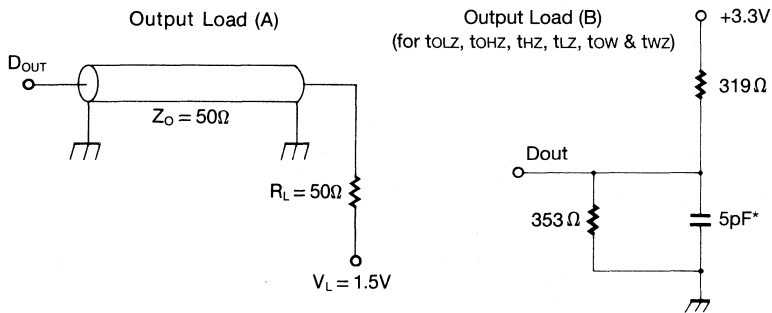 Output Load (A)
DOUT
ZO = 50Ω
RL = 50Ω
VL = 1.5V
Output Load (B)
(for tOLZ, tOHZ, tHZ, tLZ, tOW & tWZ)
+3.3V
319Ω
Dout
353Ω
5pF*